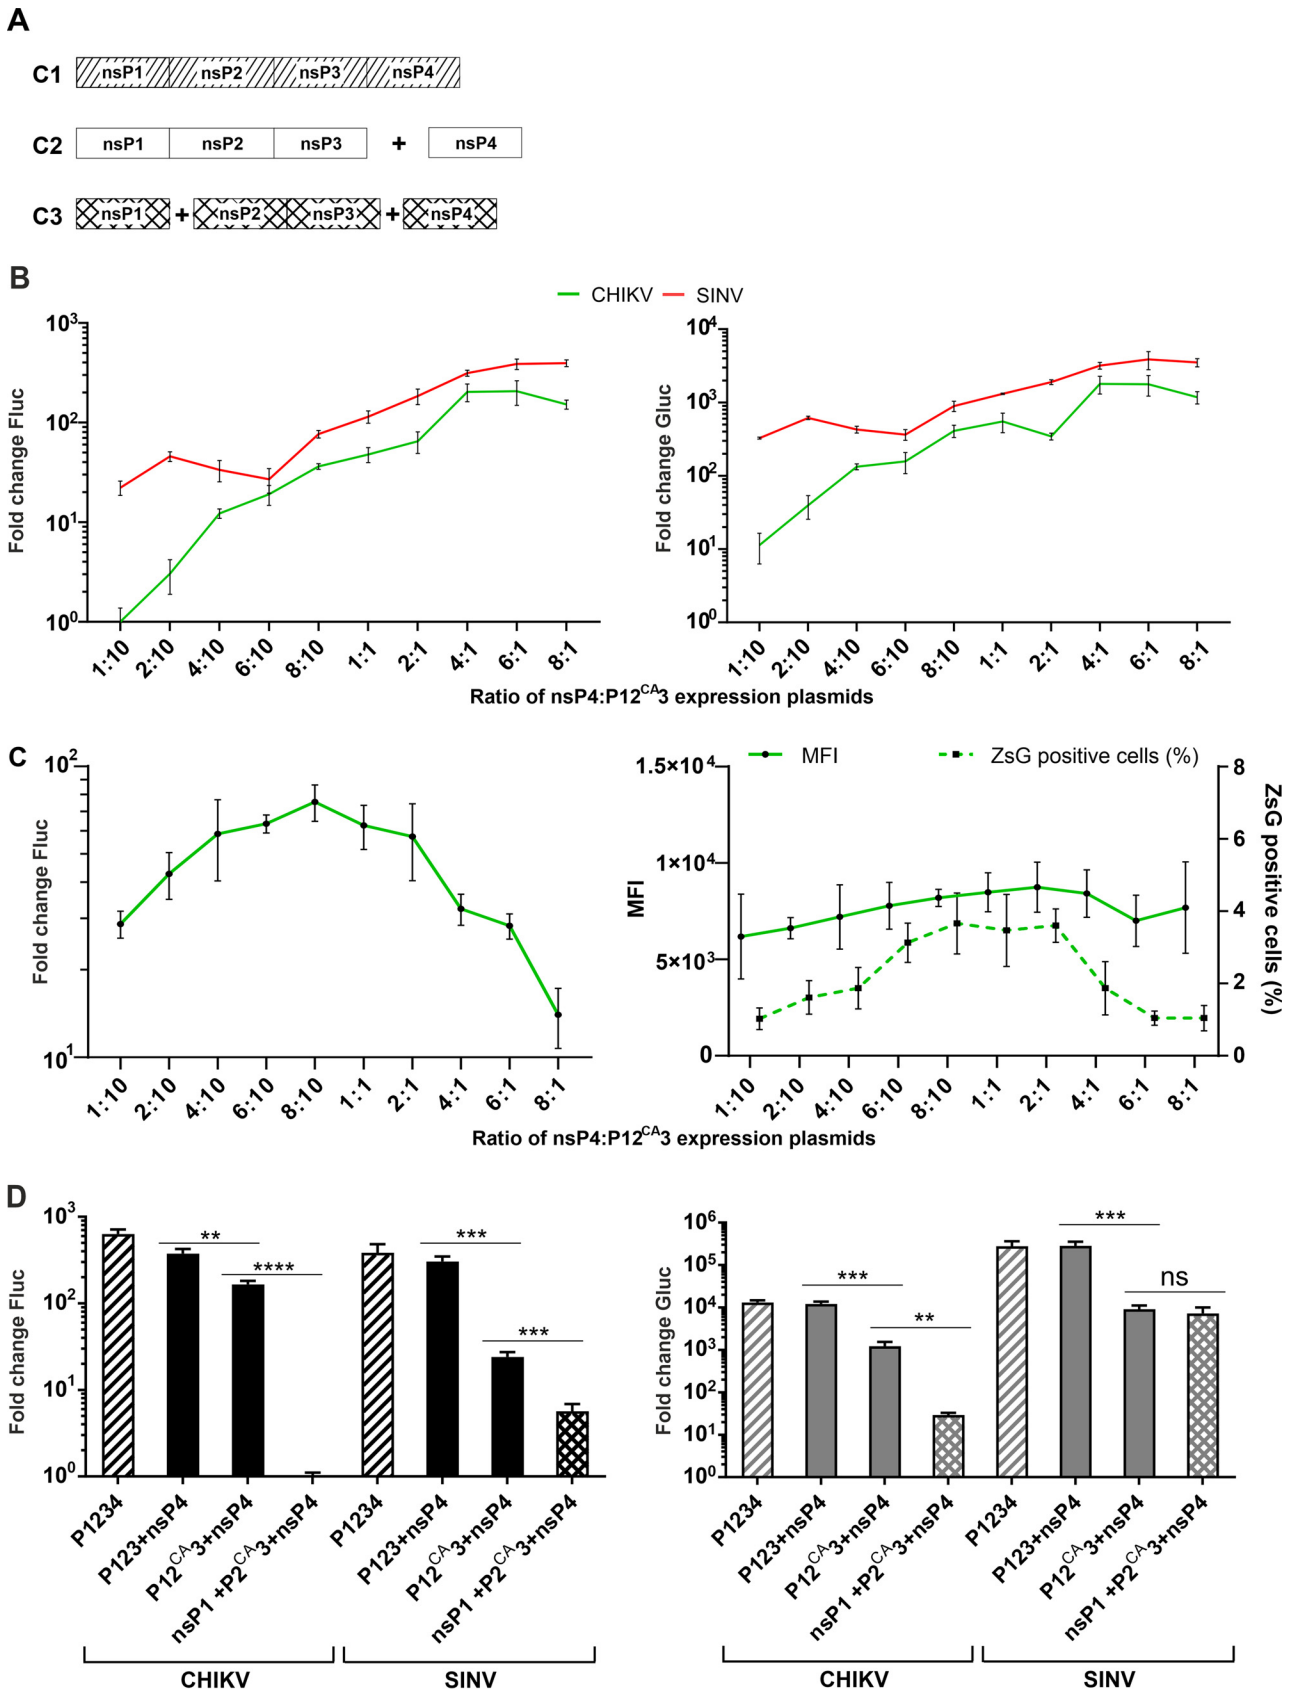 A
C1 nsP1 nsP2 nsP3 nsP4
C2 nsP1 nsP2 nsP3 + nsP4
C3 nsP1 + nsP2 nsP3 + nsP4
B
CHIKV SINV
Fold change Fluc
10³
10²
10¹
10⁰
1:10 2:10 4:10 6:10 8:10 1:1 2:1 4:1 6:1 8:1
Fold change Gluc
10⁴
10³
10²
10¹
10⁰
1:10 2:10 4:10 6:10 8:10 1:1 2:1 4:1 6:1 8:1
Ratio of nsP4:P12ᶜᴬ3 expression plasmids
C
Fold change Fluc
10²
10¹
1:10 2:10 4:10 6:10 8:10 1:1 2:1 4:1 6:1 8:1
MFI ZsG positive cells (%)
MFI
1.5×10⁴
1×10⁴
5×10³
0
8
6
4
2
0
ZsG positive cells (%)
1:10 2:10 4:10 6:10 8:10 1:1 2:1 4:1 6:1 8:1
Ratio of nsP4:P12ᶜᴬ3 expression plasmids
D
Fold change Fluc
10³
10²
10¹
10⁰
** **** *** ***
P1234 P123+nsP4 P12ᶜᴬ3+nsP4 nsP1 +P2ᶜᴬ3+nsP4 P1234 P123+nsP4 P12ᶜᴬ3+nsP4 nsP1 +P2ᶜᴬ3+nsP4
CHIKV SINV
Fold change Gluc
10⁶
10⁵
10⁴
10³
10²
10¹
10⁰
*** ** *** ns
P1234 P123+nsP4 P12ᶜᴬ3+nsP4 nsP1 +P2ᶜᴬ3+nsP4 P1234 P123+nsP4 P12ᶜᴬ3+nsP4 nsP1 +P2ᶜᴬ3+nsP4
CHIKV SINV